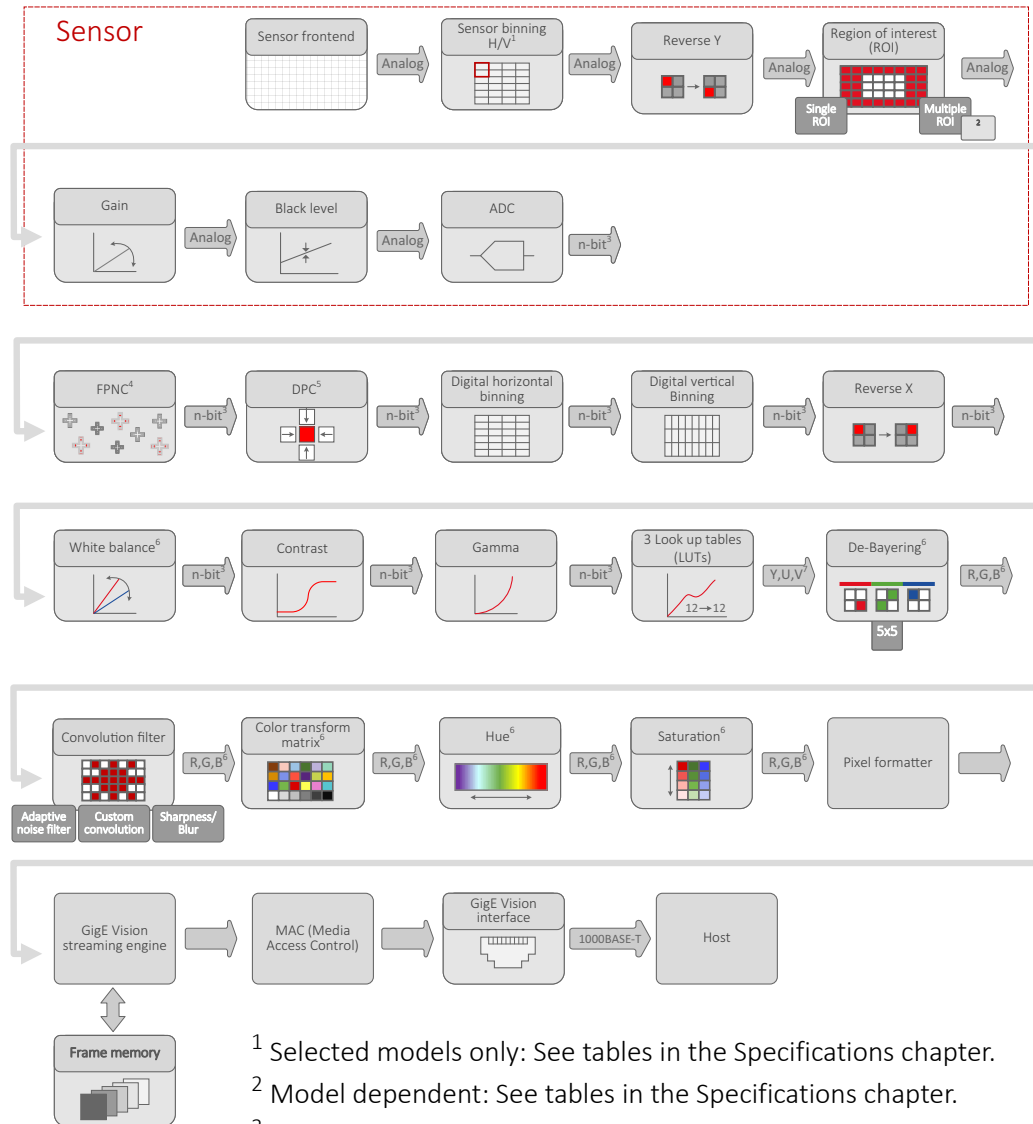 Sensor
Sensor frontend
Analog
Sensor binning
H/V¹
Analog
Reverse Y
Analog
Region of interest
(ROI)
Single
ROI
Multiple
ROI
2
Analog
Gain
Analog
Black level
Analog
ADC
n-bit³
FPNC⁴
n-bit³
DPC⁵
n-bit³
Digital horizontal
binning
n-bit³
Digital vertical
Binning
n-bit³
Reverse X
n-bit³
White balance⁶
n-bit³
Contrast
n-bit³
Gamma
n-bit³
3 Look up tables
(LUTs)
12→12
Y,U,V⁷
De-Bayering⁶
5x5
R,G,B⁶
Convolution filter
Adaptive
noise filter
Custom
convolution
Sharpness/
Blur
R,G,B⁶
Color transform
matrix⁶
R,G,B⁶
Hue⁶
R,G,B⁶
Saturation⁶
R,G,B⁶
Pixel formatter
GigE Vision
streaming engine
MAC (Media
Access Control)
GigE Vision
interface
1000BASE-T
Host
Frame memory
¹ Selected models only: See tables in the Specifications chapter.
² Model dependent: See tables in the Specifications chapter.